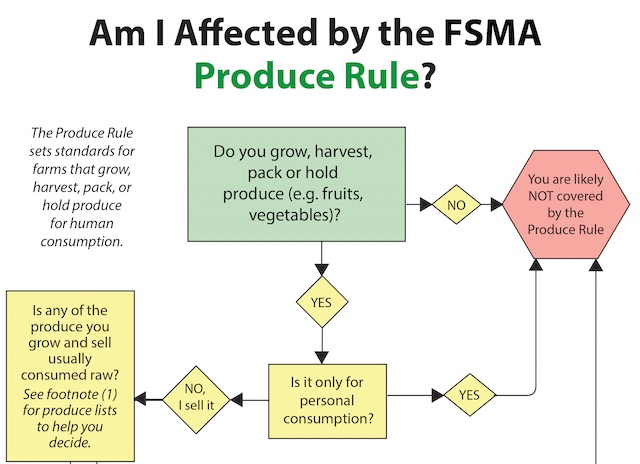 Am I Affected by the FSMA
Produce Rule?
The Produce Rule
sets standards for
farms that grow,
harvest, pack, or
hold produce
for human
consumption.
Do you grow, harvest,
pack or hold
produce (e.g. fruits,
vegetables)?
NO
You are likely
NOT covered
by the
Produce Rule
YES
Is any of the
produce you
grow and sell
usually
consumed raw?
See footnote (1)
for produce lists
to help you
decide.
NO,
I sell it
Is it only for
personal
consumption?
YES